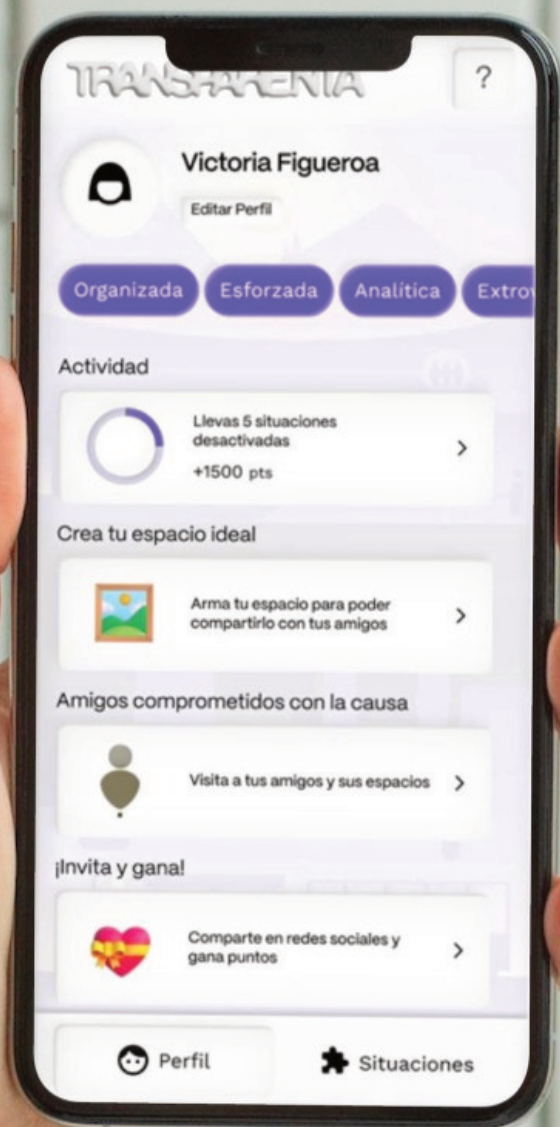 TRANSPARENTA
?
Victoria Figueroa
Editar Perfil
Organizada
Esforzada
Analítica
Extrov
Actividad
Llevas 5 situaciones
desactivadas
+1500 pts
Crea tu espacio ideal
Arma tu espacio para poder
compartirlo con tus amigos
Amigos comprometidos con la causa
Visita a tus amigos y sus espacios
¡Invita y gana!
Comparte en redes sociales y
gana puntos
Perfil
Situaciones